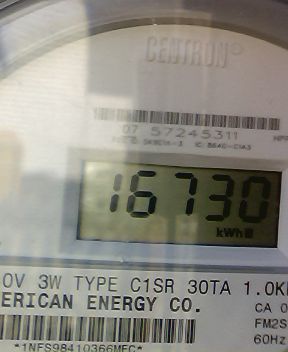 CENTRON®
07 57245311
16730
kWh
0V 3W TYPE C1SR 30TA 1.0K
ERICAN ENERGY CO.
CA 0
FM2S
60Hz
*1NFS98410366MFC*